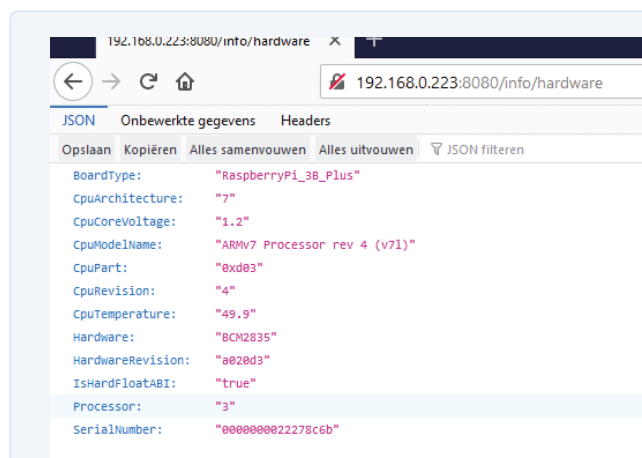 192.168.0.223:8080/info/hardware
192.168.0.223:8080/info/hardware
JSON Onbewerkte gegevens Headers
Opslaan Kopiëren Alles samenvouwen Alles uitvouwen JSON filteren
BoardType: "RaspberryPi_3B_Plus"
CpuArchitecture: "7"
CpuCoreVoltage: "1.2"
CpuModelName: "ARMv7 Processor rev 4 (v7l)"
CpuPart: "0xd03"
CpuRevision: "4"
CpuTemperature: "49.9"
Hardware: "BCM2835"
HardwareRevision: "a020d3"
IsHardFloatABI: "true"
Processor: "3"
SerialNumber: "0000000022278c6b"